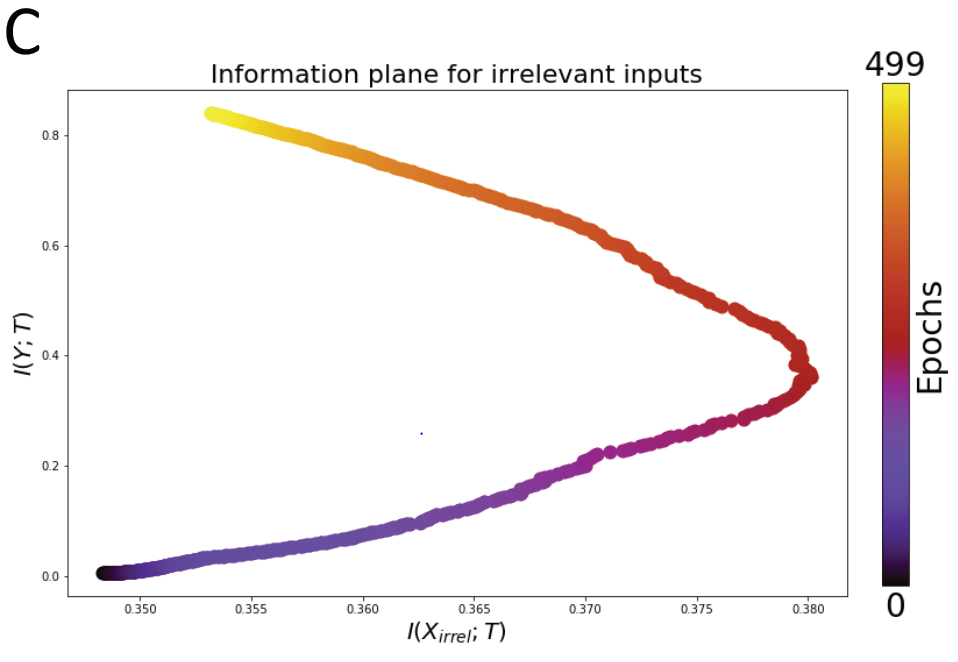 C
Information plane for irrelevant inputs
499
0.8
0.6
0.4
0.2
0.0
I(Y; T)
Epochs
0
0.350
0.355
0.360
0.365
0.370
0.375
0.380
I(X_irrel; T)